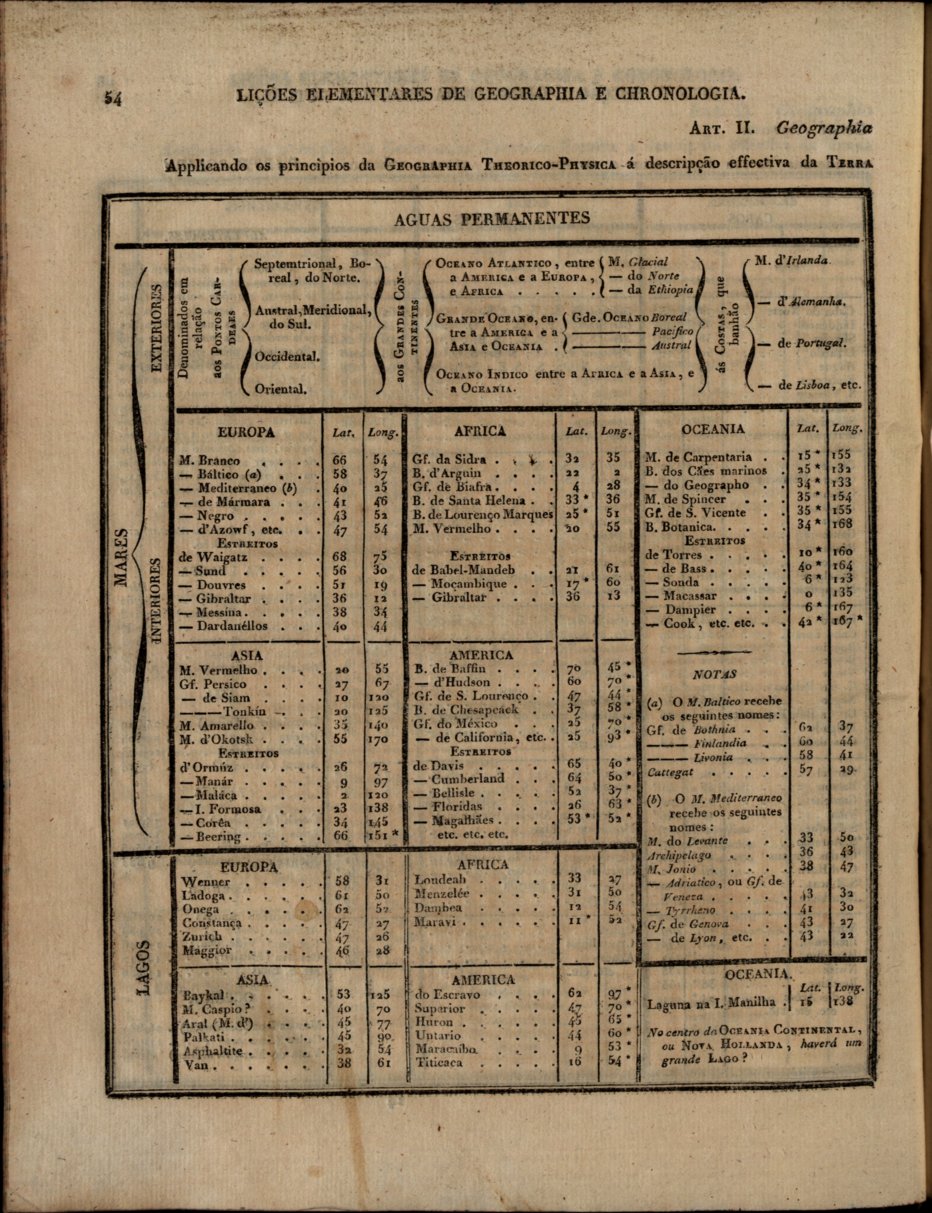 54
LIÇÕES ELEMENTARES DE GEOGRAPHIA E CHRONOLOGIA.
ART. II. Geographia
Applicando os principios da GEOGRAPHIA THEORICO-PHYSICA á descripção effectiva da TERRA
AGUAS PERMANENTES
MARES
EXTERIORES
Denominados em
relação
aos PONTOS CAR-
DEAES
Septemtrional, Bo-
real, do Norte.
Austral, Meridional,
do Sul.
Occidental.
Oriental.
aos GRANDES CON-
TINENTES
OCEANO ATLANTICO, entre
a AMERICA e a EUROPA,
e AFRICA . . . . .
M. Glacial
— do Norte
— da Ethiopia
GRANDE OCEANO, en-
tre a AMERICA e a
ASIA e OCEANIA .
Gde. OCEANO Boreal
——— Pacifico
——— Austral
OCEANO INDICO entre a AFRICA e a ASIA, e
a OCEANIA.
ás COSTAS, que
banhão
M. d'Irlanda
— d'Alemanha.
— de Portugal.
— de Lisboa, etc.
INTERIORES
EUROPA Lat. Long.
M. Branco . . . . 66 54
— Báltico (a) . . . 58 37
— Mediterraneo (b) . 40 25
— de Mármara . . . 41 46
— Negro . . . . . 43 52
— d'Azowf, etc. . . 47 54
ESTREITOS
de Waigatz . . . . 68 75
— Sund . . . . . 56 30
— Douvres . . . . 51 19
— Gibraltar . . . . 36 12
— Messina . . . . 38 34
— Dardanéllos . . . 40 44
AFRICA Lat. Long.
Gf. da Sidra . . . . 32 35
B. d'Arguin . . . . 22 2
Gf. de Biafra . . . . 4 28
B. de Santa Helena . . 33 * 36
B. de Lourenço Marques 25 * 51
M. Vermelho . . . . 20 55
ESTREITOS
de Babel-Mandeb . . 21 61
— Moçambique . . . 17 * 60
— Gibraltar . . . . 36 13
OCEANIA Lat. Long.
M. de Carpentaria . . 15 * 155
B. dos Cães marinos . 25 * 132
— do Geographo . . 34 * 133
M. de Spincer . . . 35 * 154
Gf. de S. Vicente . . 35 * 155
B. Botanica . . . . 34 * 168
ESTREITOS
de Torres . . . . . 10 * 160
— de Bass . . . . . 40 * 164
— Sonda . . . . . 6 * 123
— Macassar . . . . 0 135
— Dampier . . . . 6 * 167
— Cook, etc. etc. . . 42 * 167 *
ASIA
M. Vermelho . . . . 20 55
Gf. Persico . . . . 27 67
— de Siam . . . . 10 120
——— Tonkin . . . 20 125
M. Amarello . . . . 35 140
M. d'Okotsk . . . . 55 170
ESTREITOS
d'Ormúz . . . . . 26 72
— Manár . . . . . 9 97
— Maláca . . . . . 2 120
— I. Formosa . . . 23 138
— Corêa . . . . . 34 145
— Beering . . . . . 66 151 *
AMERICA
B. de Baffin . . . . 70 45 *
— d'Hudson . . . . 60 70 *
Gf. de S. Lourenço . . 47 44 *
B. de Chesapeack . . 37 58 *
Gf. do México . . . 25 70 *
— de California, etc. . 25 93 *
ESTREITOS
de Davis . . . . . 65 40 *
— Cumberland . . . 64 50 *
— Bellisle . . . . . 52 37 *
— Floridas . . . . 26 63 *
— Magalhães . . . . 53 * 52 *
etc. etc. etc.
NOTAS
(a) O M. Baltico recebe
os seguintes nomes:
Gf. de Bothnia . . . 62 37
——— Finlandia . . 60 44
——— Livonia . . . 58 41
Cattegat . . . . . 57 29
(b) O M. Mediterraneo
recebe os seguintes
nomes:
M. do Levante . . . 33 50
Archipelago . . . . 36 43
M. Jonio . . . . . 38 47
— Adriatico, ou Gf. de
Veneza . . . . . 43 32
— Tyrrheno . . . . 41 30
Gf. de Genova . . . 43 27
— de Lyon, etc. . . 43 22
LAGOS
EUROPA
Wenner . . . . . 58 31
Ládoga . . . . . . 61 50
Onega . . . . . . 62 52
Constança . . . . . 47 27
Zurich . . . . . . 47 26
Maggior . . . . . 46 28
AFRICA
Loudeah . . . . . 33 27
Menzelée . . . . . 31 50
Dambea . . . . . 12 54
Maravi . . . . . . 11 * 52
ASIA
Baykal . . . . . . 53 125
M. Caspio? . . . . 40 70
Aral (M. d') . . . . 45 77
Palkati . . . . . . 45 90
Asphaltite . . . . . 32 54
Van . . . . . . . 38 61
AMERICA
do Escravo . . . . 62 97 *
Superior . . . . . 47 70 *
Huron . . . . . . 45 65 *
Untario . . . . . 44 60 *
Maracaíbo . . . . 9 53 *
Titicaca . . . . . 16 54 *
OCEANIA.
Lat. Long.
Laguna na I. Manilha . 15 138
No centro da OCEANIA CONTINENTAL,
ou NOVA HOLLANDA, haverá um
grande LAGO?